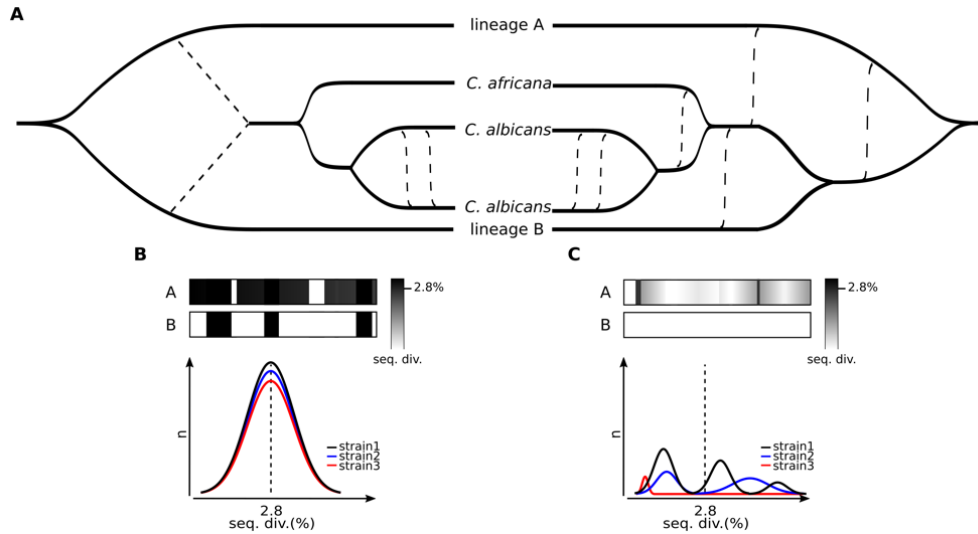 A
lineage A
C. africana
C. albicans
C. albicans
lineage B
B
A
2.8%
B
seq. div.
n
strain1
strain2
strain3
2.8
seq. div.(%)
C
A
2.8%
B
seq. div.
n
strain1
strain2
strain3
2.8
seq. div.(%)